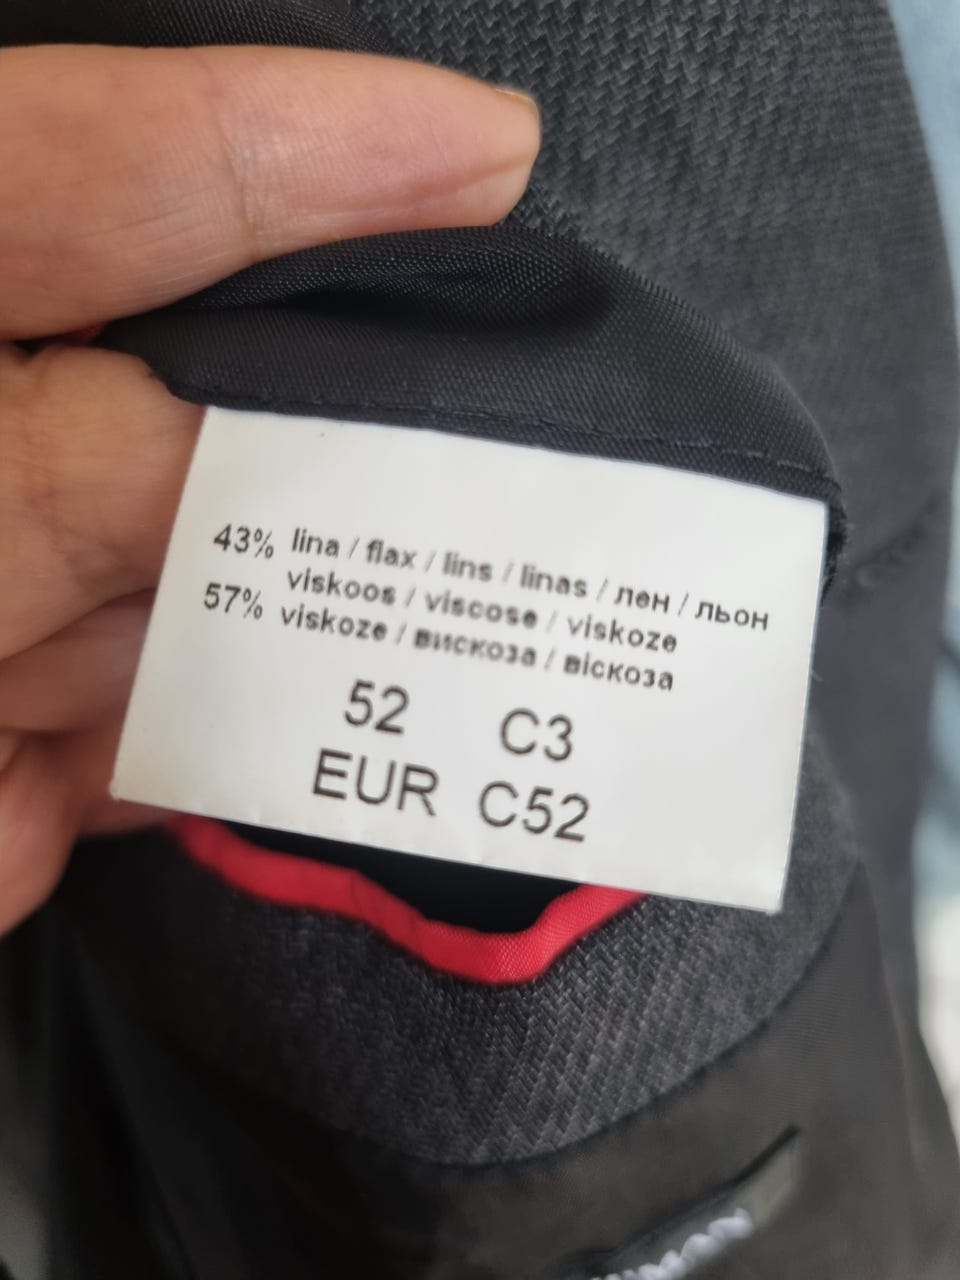 43% lina / flax / lins / linas / лен / льон
viskoos / viscose / viskoze
57% viskoze / вискоза / віскоза
52 C3
EUR C52